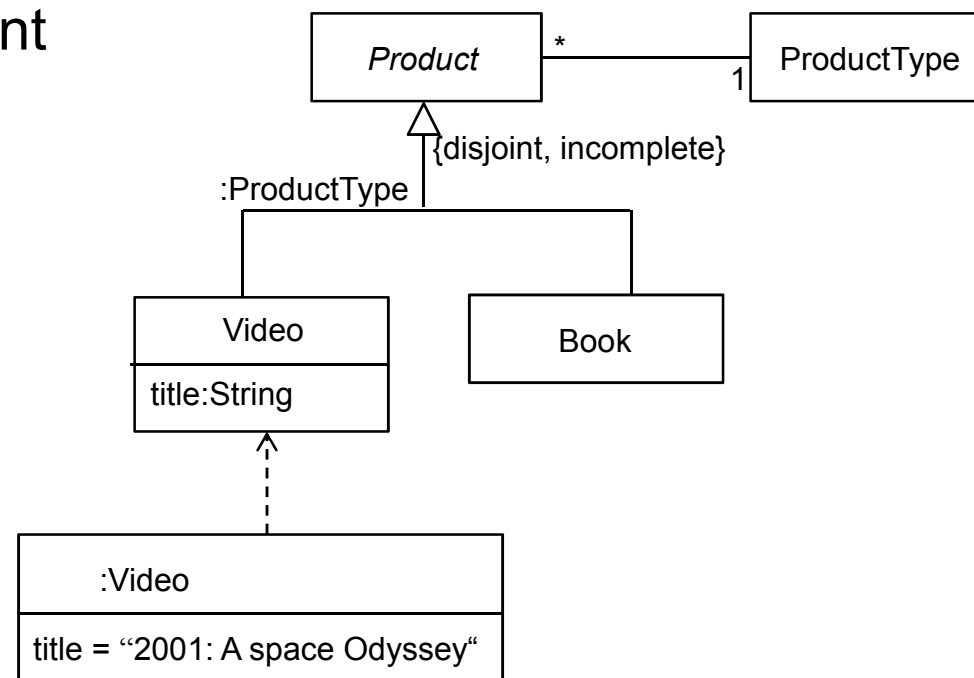 nt
Product
*
1
ProductType
{disjoint, incomplete}
:ProductType
Video
title:String
Book
:Video
title = “2001: A space Odyssey“